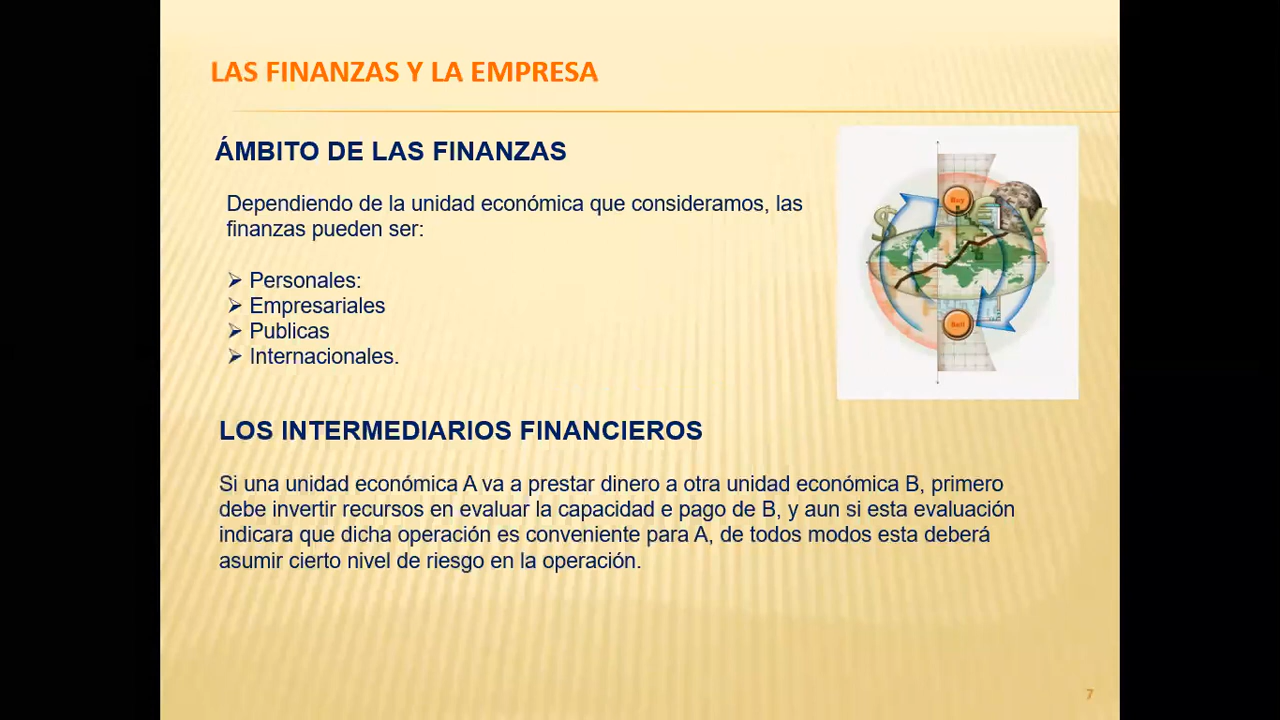 LAS FINANZAS Y LA EMPRESA
ÁMBITO DE LAS FINANZAS
Dependiendo de la unidad económica que consideramos, las
finanzas pueden ser:
➢ Personales:
➢ Empresariales
➢ Publicas
➢ Internacionales.
Buy
Sell
LOS INTERMEDIARIOS FINANCIEROS
Si una unidad económica A va a prestar dinero a otra unidad económica B, primero
debe invertir recursos en evaluar la capacidad e pago de B, y aun si esta evaluación
indicara que dicha operación es conveniente para A, de todos modos esta deberá
asumir cierto nivel de riesgo en la operación.
7